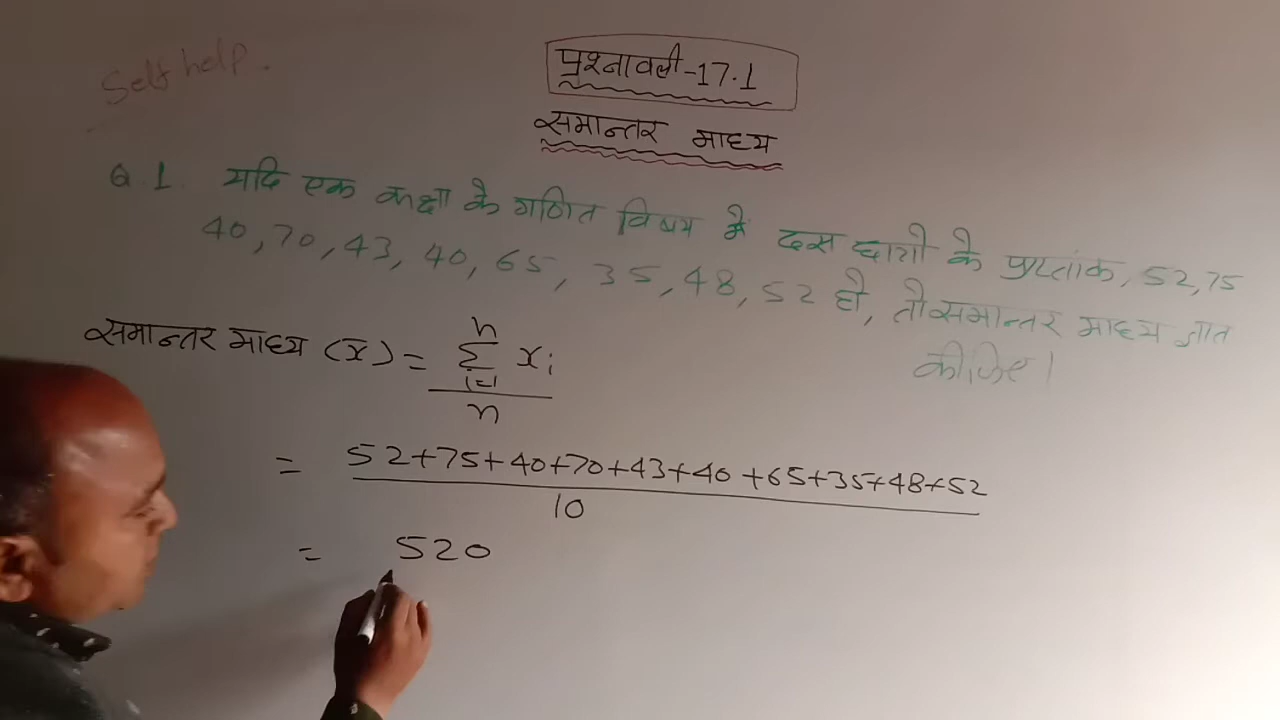 Self help.
प्रश्नावली-17.1
समान्तर माध्य
Q.1. यदि एक कक्षा के गणित विषय में दस छात्रों के प्राप्तांक, 52,75
40,70,43, 40, 65, 35,48,52 हो, तो समान्तर माध्य ज्ञात
कीजिए।
समान्तर माध्य (x̄) = n Σ i=1 xi
n
= 52+75+40+70+43+40+65+35+48+52
10
= 520